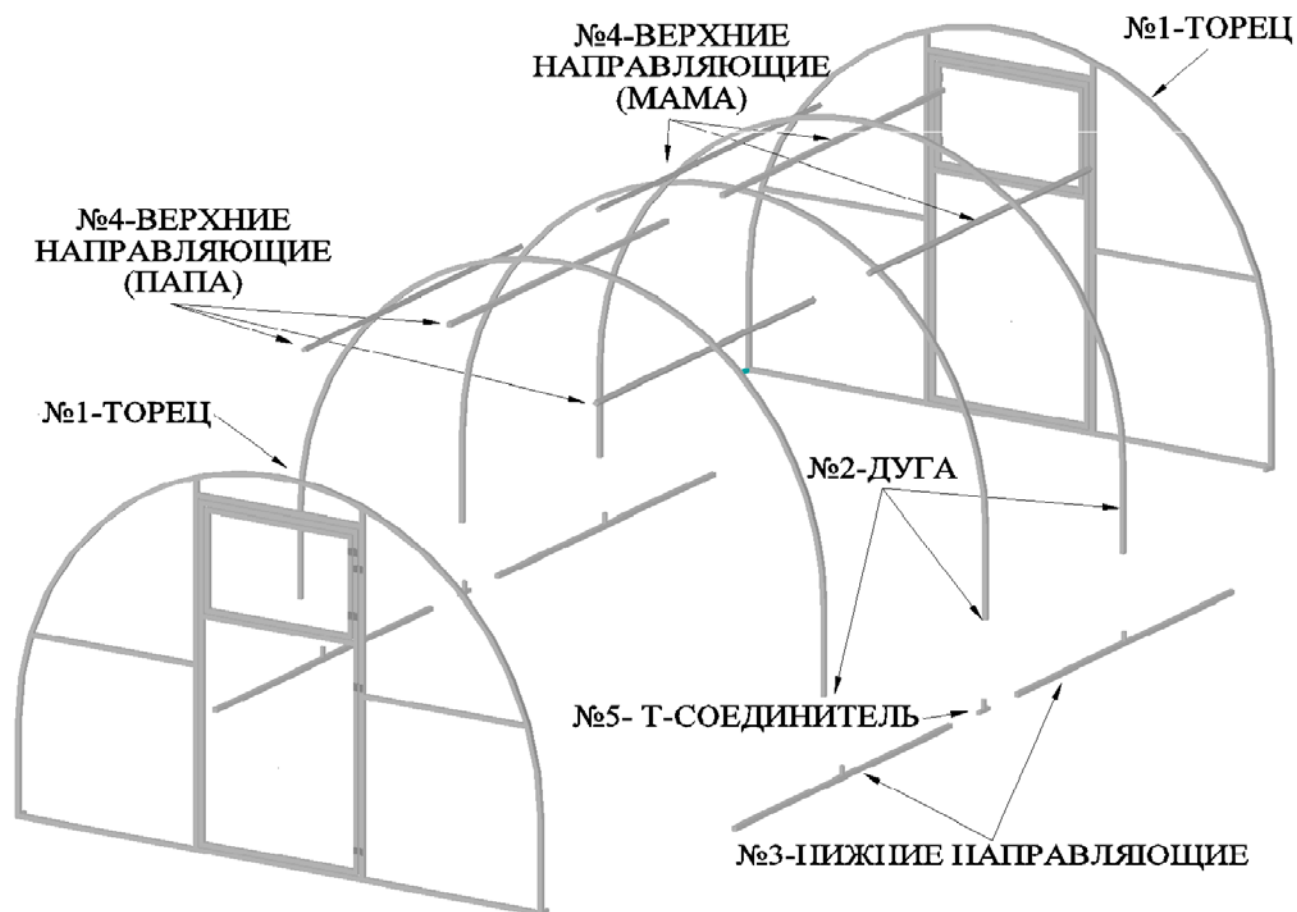 №4-ВЕРХНИЕ
НАПРАВЛЯЮЩИЕ
(МАМА)
№1-ТОРЕЦ
№4-ВЕРХНИЕ
НАПРАВЛЯЮЩИЕ
(ПАПА)
№1-ТОРЕЦ
№2-ДУГА
№5- Т-СОЕДИНИТЕЛЬ
№3-НИЖНИЕ НАПРАВЛЯЮЩИЕ